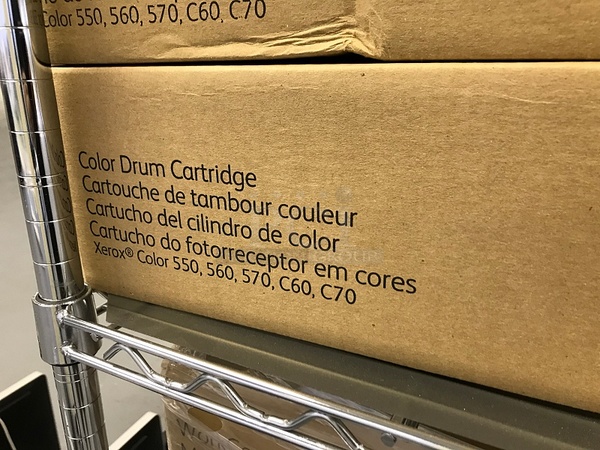 Color 550, 560, 570, C60, C70
Color Drum Cartridge
Cartouche de tambour couleur
Cartucho del cilindro de color
Cartucho do fotorreceptor em cores
Xerox® Color 550, 560, 570, C60, C70